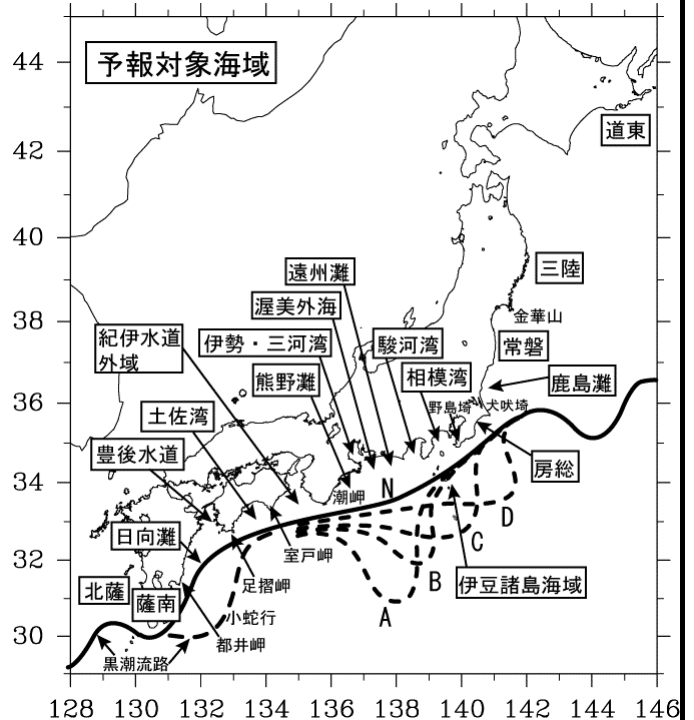 予報対象海域
44
42
40
38
36
34
32
30
道東
三陸
金華山
遠州灘
渥美外海
紀伊水道
外域
伊勢・三河湾
駿河湾
常磐
相模湾
鹿島灘
熊野灘
野島埼
犬吠埼
土佐湾
豊後水道
房総
潮岬
N
D
日向灘
室戸岬
C
B
伊豆諸島海域
足摺岬
北薩
薩南
A
小蛇行
都井岬
黒潮流路
128 130 132 134 136 138 140 142 144 146